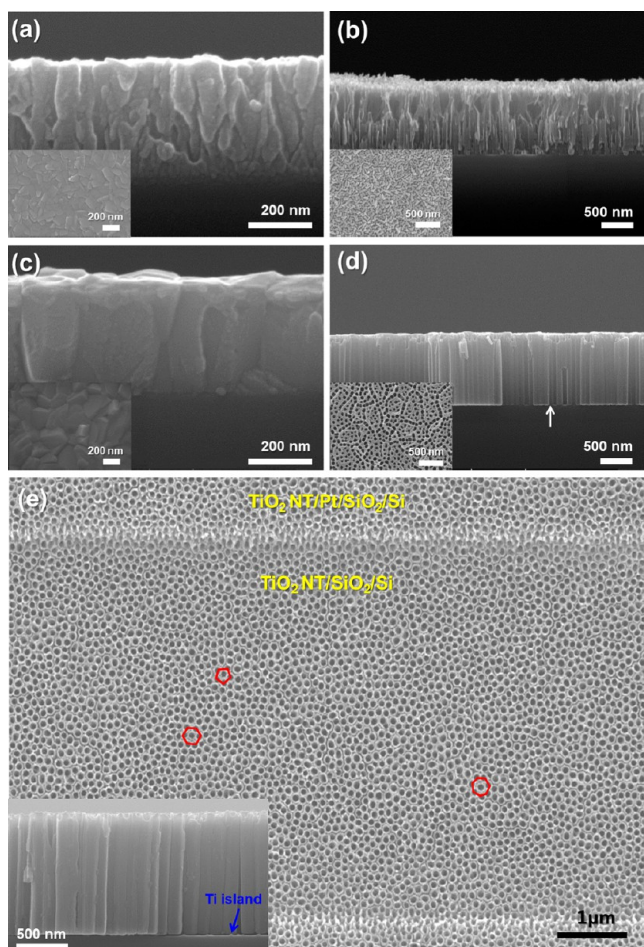 (a)
200 nm
200 nm
(b)
500 nm
500 nm
(c)
200 nm
200 nm
(d)
500 nm
500 nm
(e)
TiO₂ NT/Pt/SiO₂/Si
TiO₂ NT/SiO₂/Si
Ti island
500 nm
1µm